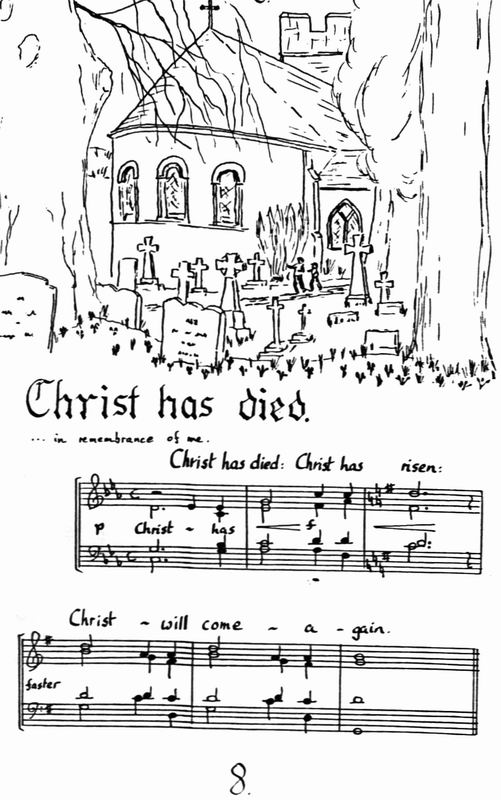 Christ has died.
... in remembrance of me.
Christ has died: Christ has risen:
p Christ ~ has f
Christ ~ will come ~ a - gain.
faster
8.